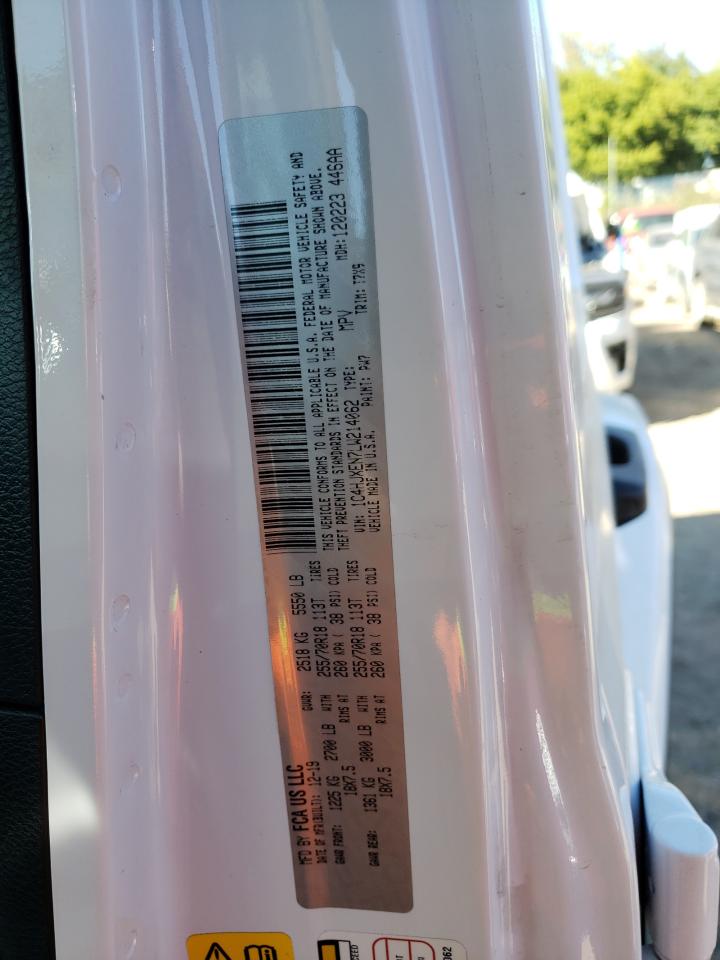 MFD BY FCA US LLC
DATE OF MFR(BUILT): 12-19 GVWR: 2518 KG 5550 LB
GAWR FRONT: 1225 KG 2700 LB WITH 255/70R18 113T TIRES
18X7.5 RIMS AT 260 KPA ( 38 PSI) COLD
GAWR REAR: 1361 KG 3000 LB WITH 255/70R18 113T TIRES
18X7.5 RIMS AT 260 KPA ( 38 PSI) COLD
THIS VEHICLE CONFORMS TO ALL APPLICABLE U.S.A. FEDERAL MOTOR VEHICLE SAFETY AND
THEFT PREVENTION STANDARDS IN EFFECT ON THE DATE OF MANUFACTURE SHOWN ABOVE.
VIN: 1C4HJXEN7LW214062 TYPE: MPV MDH: 120223 446AA
VEHICLE MADE IN U.S.A. PAINT: PW7 TRIM: T7X9